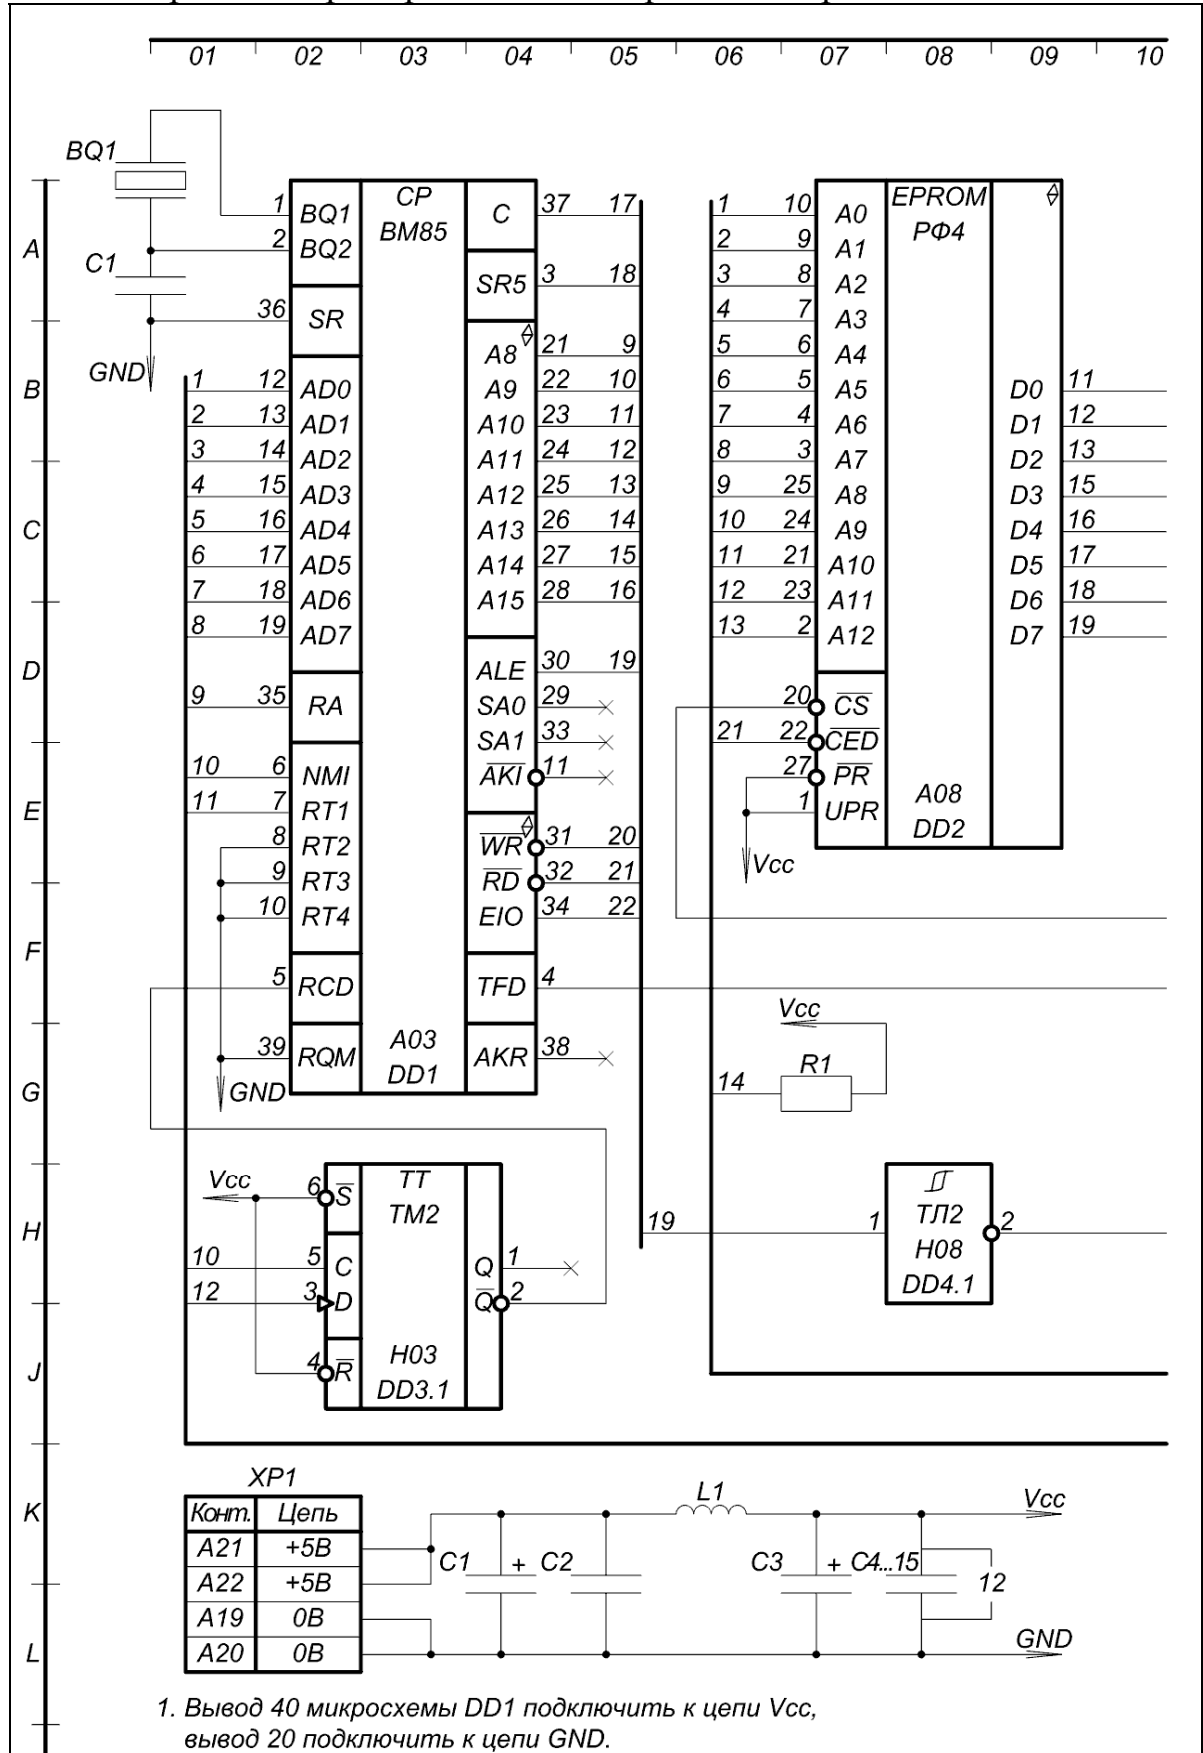 01 02 03 04 05 06 07 08 09 10
A
B
C
D
E
F
G
H
J
K
L
BQ1
C1
GND
1 BQ1
2 BQ2
36 SR
1 12 AD0
2 13 AD1
3 14 AD2
4 15 AD3
5 16 AD4
6 17 AD5
7 18 AD6
8 19 AD7
9 35 RA
10 6 NMI
11 7 RT1
8 RT2
9 RT3
10 RT4
5 RCD
39 RQM
GND
CP
ВМ85
A03
DD1
C 37 17
SR5 3 18
A8 21 9
A9 22 10
A10 23 11
A11 24 12
A12 25 13
A13 26 14
A14 27 15
A15 28 16
ALE 30 19
SA0 29
SA1 33
AKI 11
WR 31 20
RD 32 21
EIO 34 22
TFD 4
AKR 38
1 10 A0
2 9 A1
3 8 A2
4 7 A3
5 6 A4
6 5 A5
7 4 A6
8 3 A7
9 25 A8
10 24 A9
11 21 A10
12 23 A11
13 2 A12
20 CS
21 22 CED
27 PR
1 UPR
Vcc
EPROM
РФ4
A08
DD2
D0 11
D1 12
D2 13
D3 15
D4 16
D5 17
D6 18
D7 19
Vcc
14 R1
Vcc
6 S
10 5 C
12 3 D
4 R
TT
TM2
H03
DD3.1
Q 1
Q 2
19 1
ТЛ2
H08
DD4.1
2
XP1
Конт. Цепь
A21 +5В
A22 +5В
A19 0В
A20 0В
C1 + C2
L1
C3 + C4...15
12
Vcc
GND
1. Вывод 40 микросхемы DD1 подключить к цепи Vcc,
вывод 20 подключить к цепи GND.